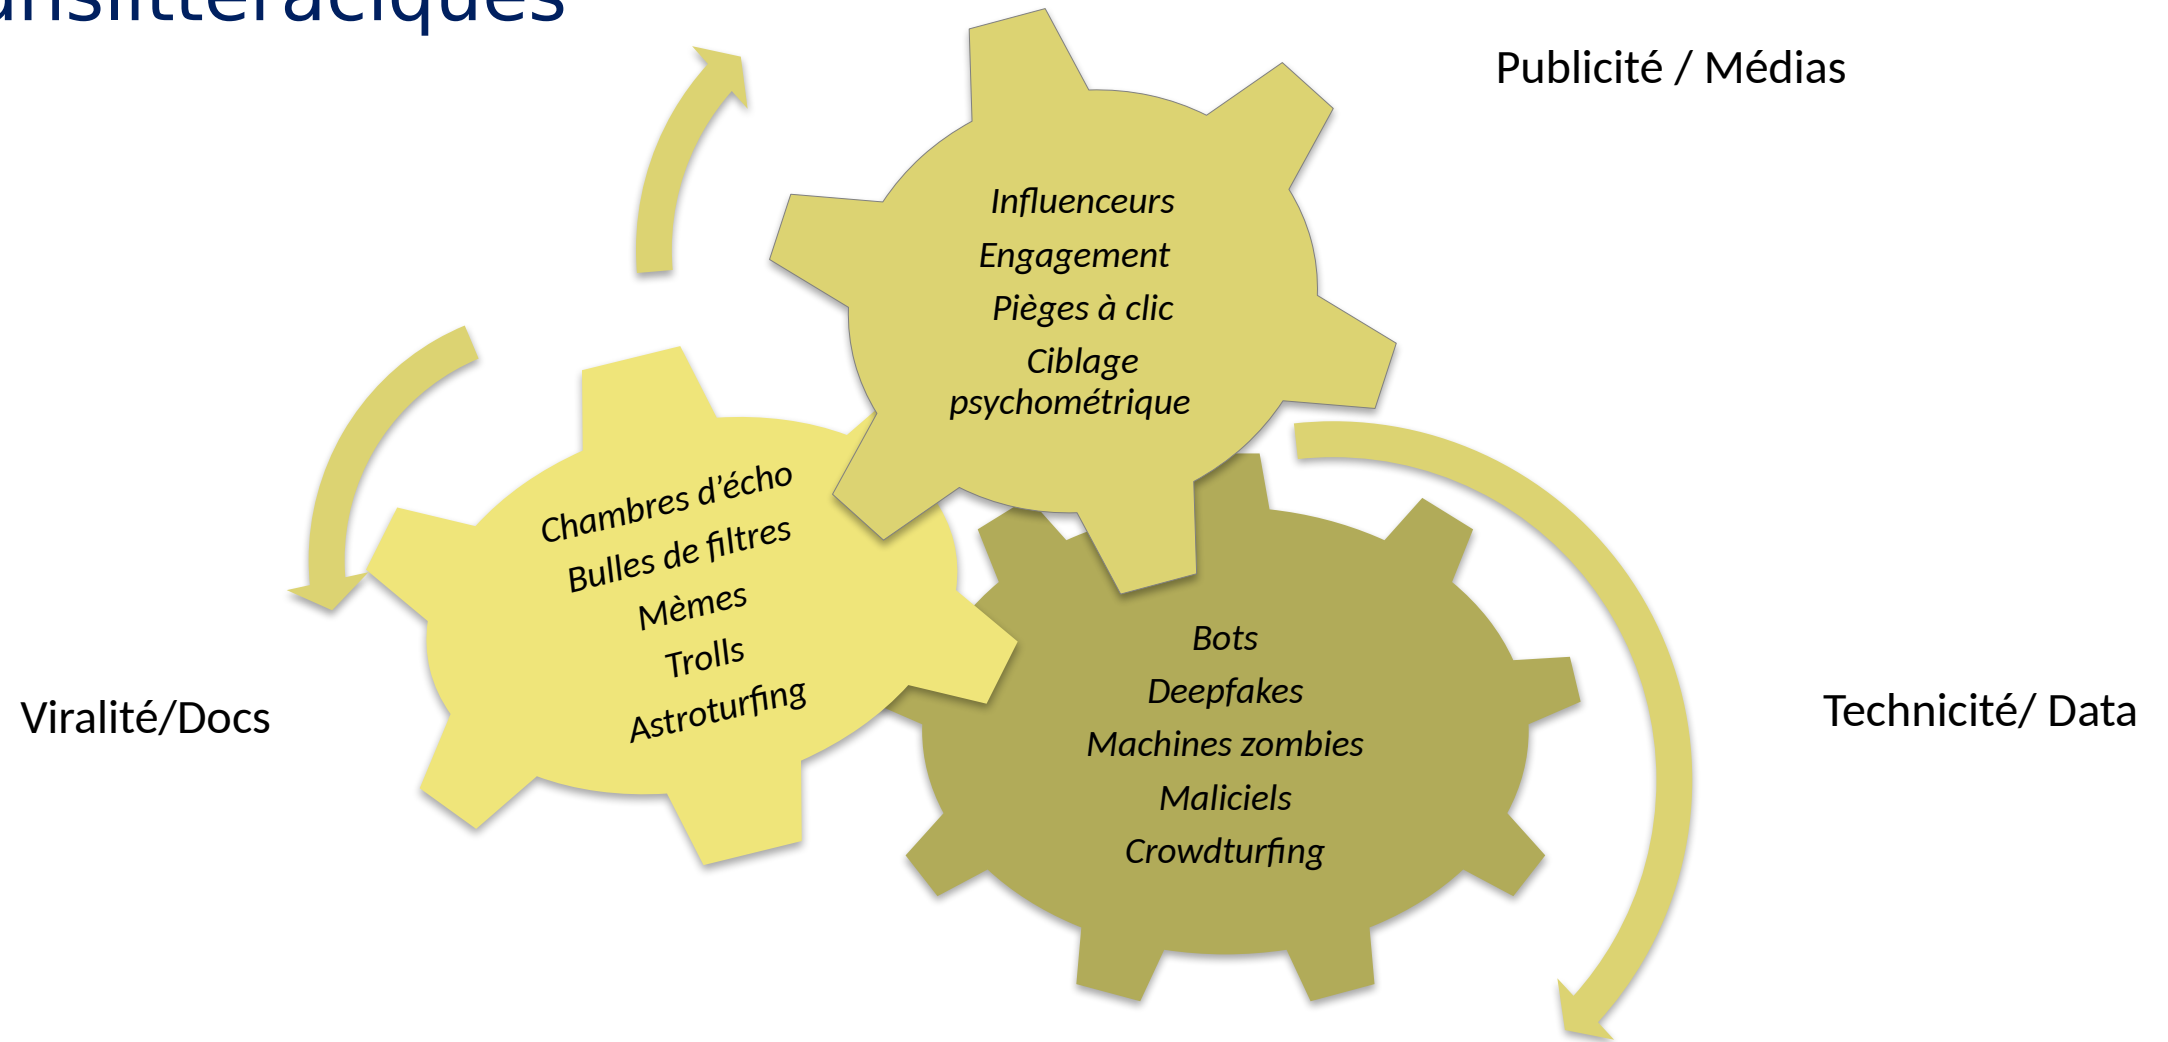 Publicité / Médias
Influenceurs
Engagement
Pièges à clic
Ciblage
psychométrique
Chambres d’écho
Bulles de filtres
Mèmes
Trolls
Astroturfing
Viralité/Docs
Bots
Deepfakes
Machines zombies
Maliciels
Crowdturfing
Technicité/ Data